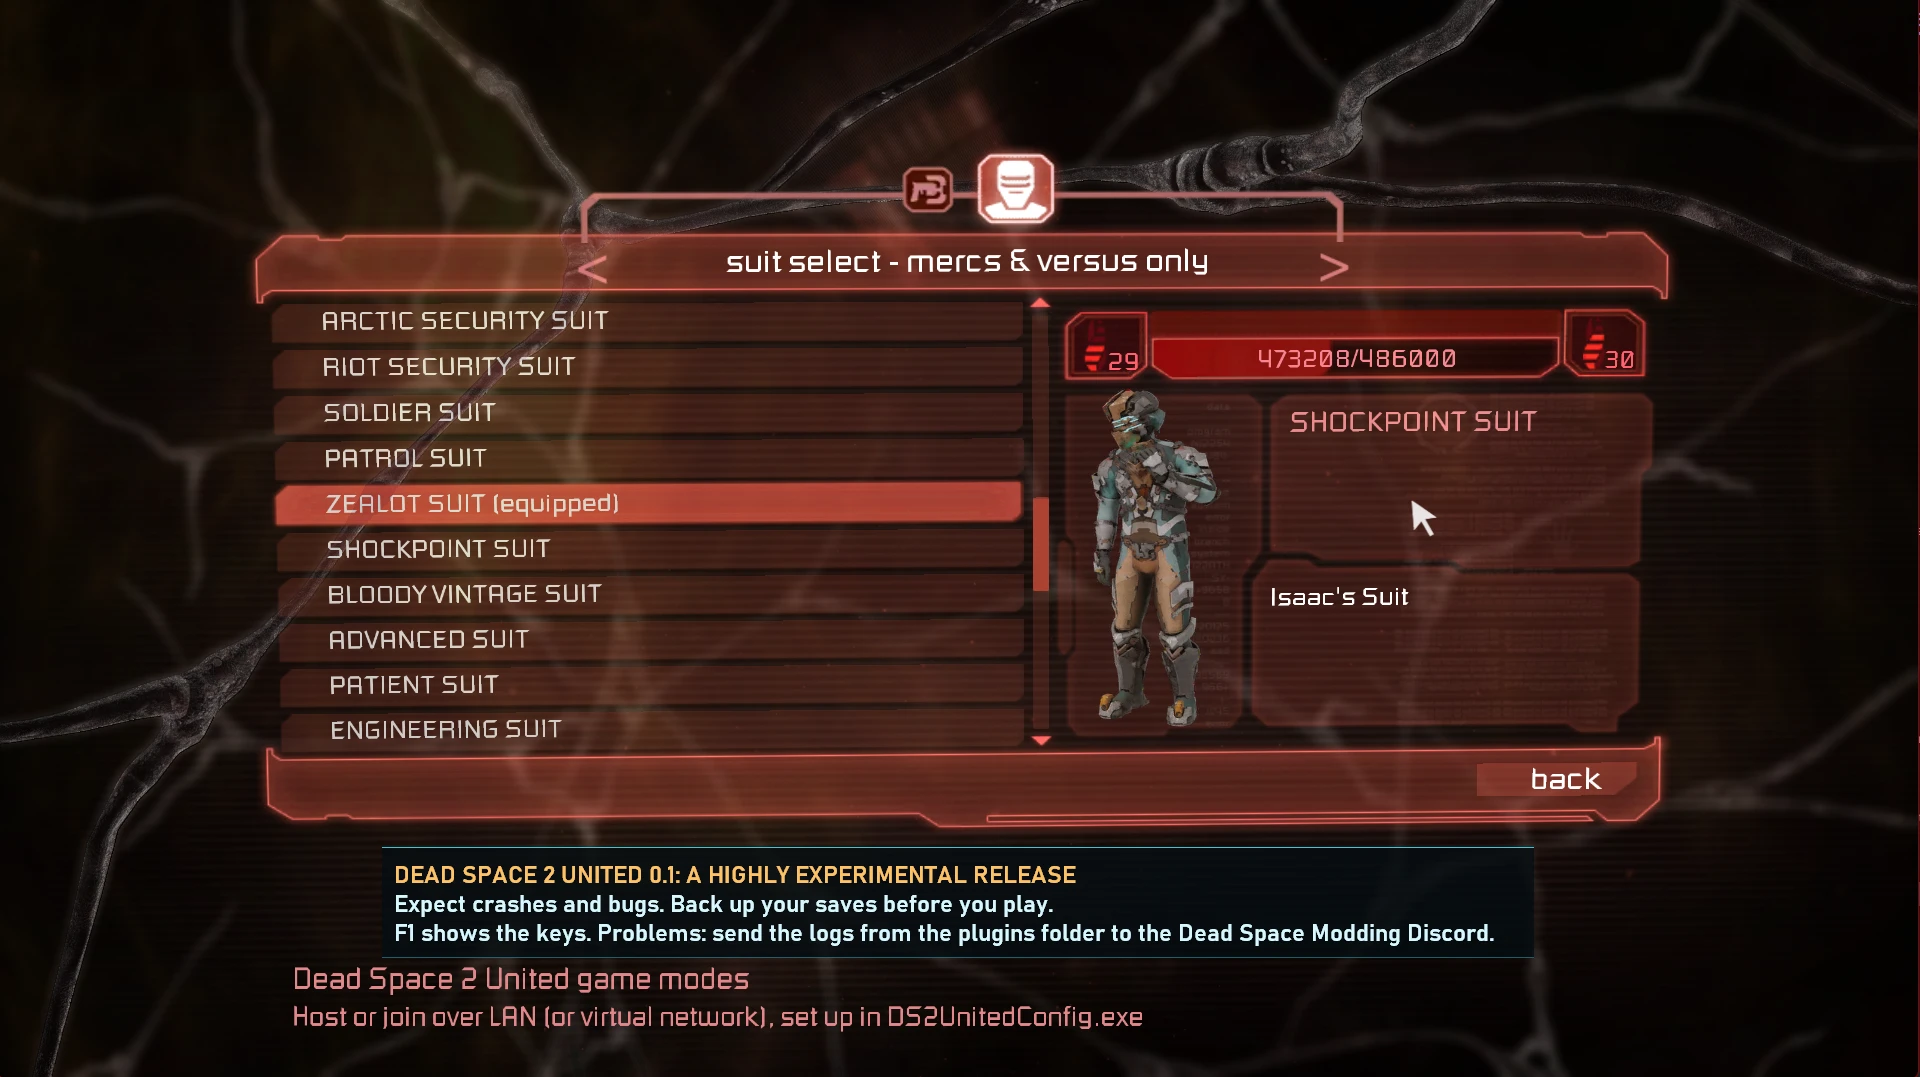 suit select - mercs & versus only
ARCTIC SECURITY SUIT
RIOT SECURITY SUIT
SOLDIER SUIT
PATROL SUIT
ZEALOT SUIT (equipped)
SHOCKPOINT SUIT
BLOODY VINTAGE SUIT
ADVANCED SUIT
PATIENT SUIT
ENGINEERING SUIT
29
473208/486000
30
SHOCKPOINT SUIT
Isaac's Suit
back
DEAD SPACE 2 UNITED 0.1: A HIGHLY EXPERIMENTAL RELEASE
Expect crashes and bugs. Back up your saves before you play.
F1 shows the keys. Problems: send the logs from the plugins folder to the Dead Space Modding Discord.
Dead Space 2 United game modes
Host or join over LAN (or virtual network), set up in DS2UnitedConfig.exe